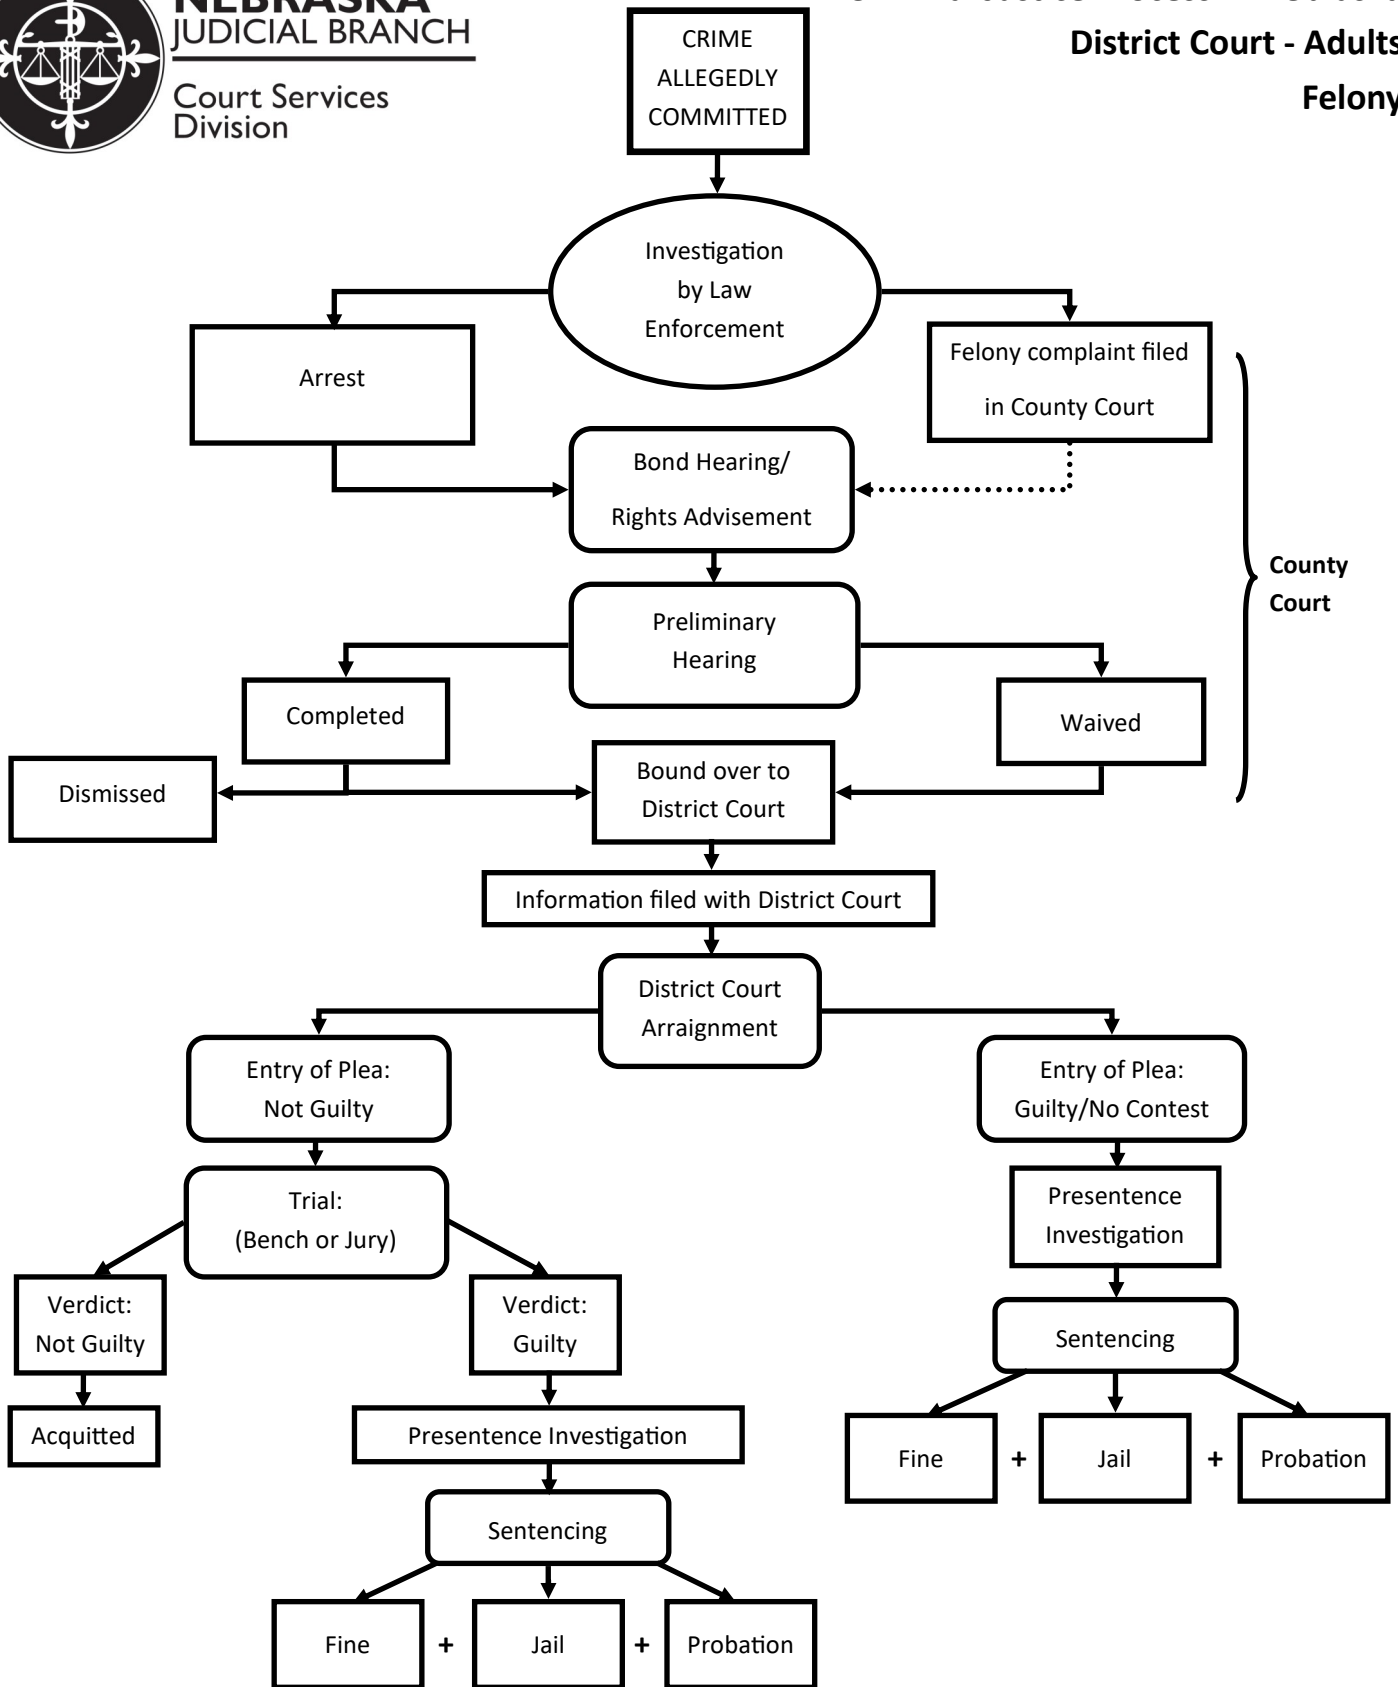 NEBRASKA
JUDICIAL BRANCH
Court Services
Division
District Court - Adults
Felony
CRIME
ALLEGEDLY
COMMITTED
Investigation
by Law
Enforcement
Arrest
Felony complaint filed
in County Court
Bond Hearing/
Rights Advisement
County
Court
Preliminary
Hearing
Completed
Waived
Dismissed
Bound over to
District Court
Information filed with District Court
District Court
Arraignment
Entry of Plea:
Not Guilty
Entry of Plea:
Guilty/No Contest
Trial:
(Bench or Jury)
Presentence
Investigation
Verdict:
Not Guilty
Verdict:
Guilty
Sentencing
Acquitted
Presentence Investigation
Fine + Jail + Probation
Sentencing
Fine + Jail + Probation